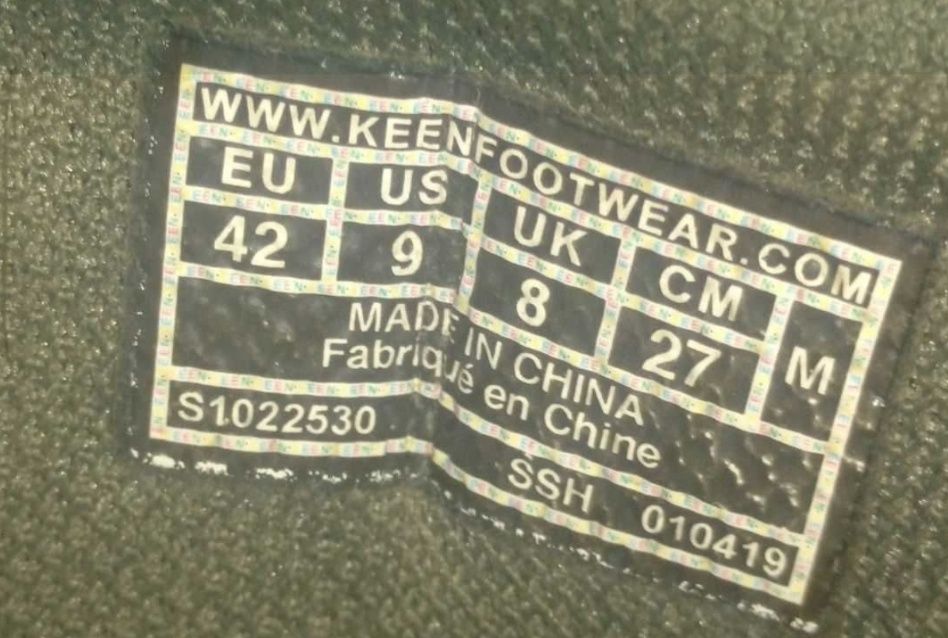 WWW.KEENFOOTWEAR.COM
EU US UK CM M
42 9 8 27
MADE IN CHINA
Fabriqué en Chine
S1022530 SSH 010419